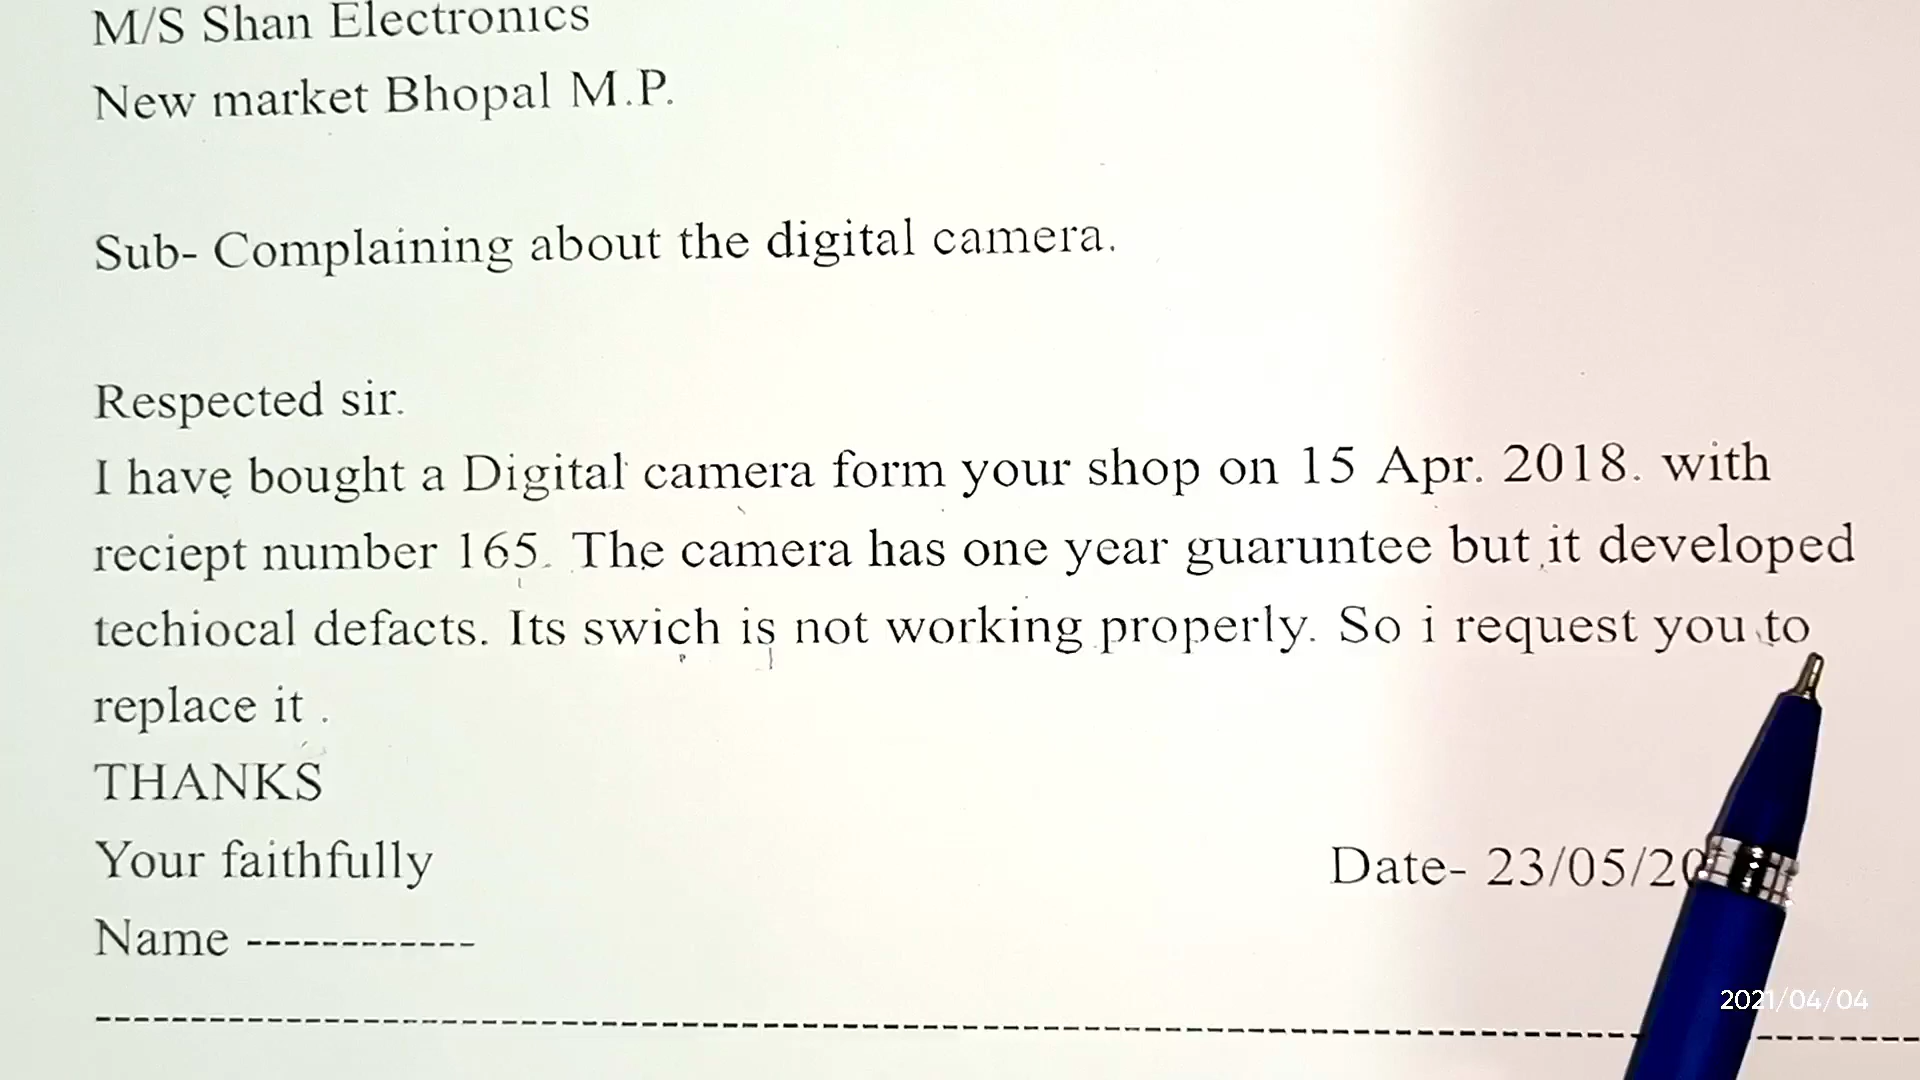 M/S Shan Electronics
New market Bhopal M.P.
Sub- Complaining about the digital camera.
Respected sir.
I have bought a Digital camera form your shop on 15 Apr. 2018. with
reciept number 165. The camera has one year guaruntee but it developed
techiocal defacts. Its swich is not working properly. So i request you to
replace it .
THANKS
Your faithfully
Date- 23/05/20
Name ------------
2021/04/04